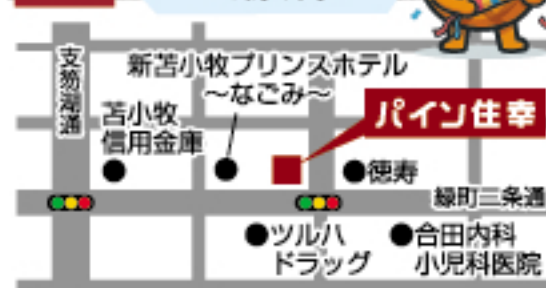 支笏湖通
新苫小牧プリンスホテル
〜なごみ〜
苫小牧
信用金庫
パイン住幸
徳寿
緑町二条通
ツルハ
ドラッグ
合田内科
小児科医院